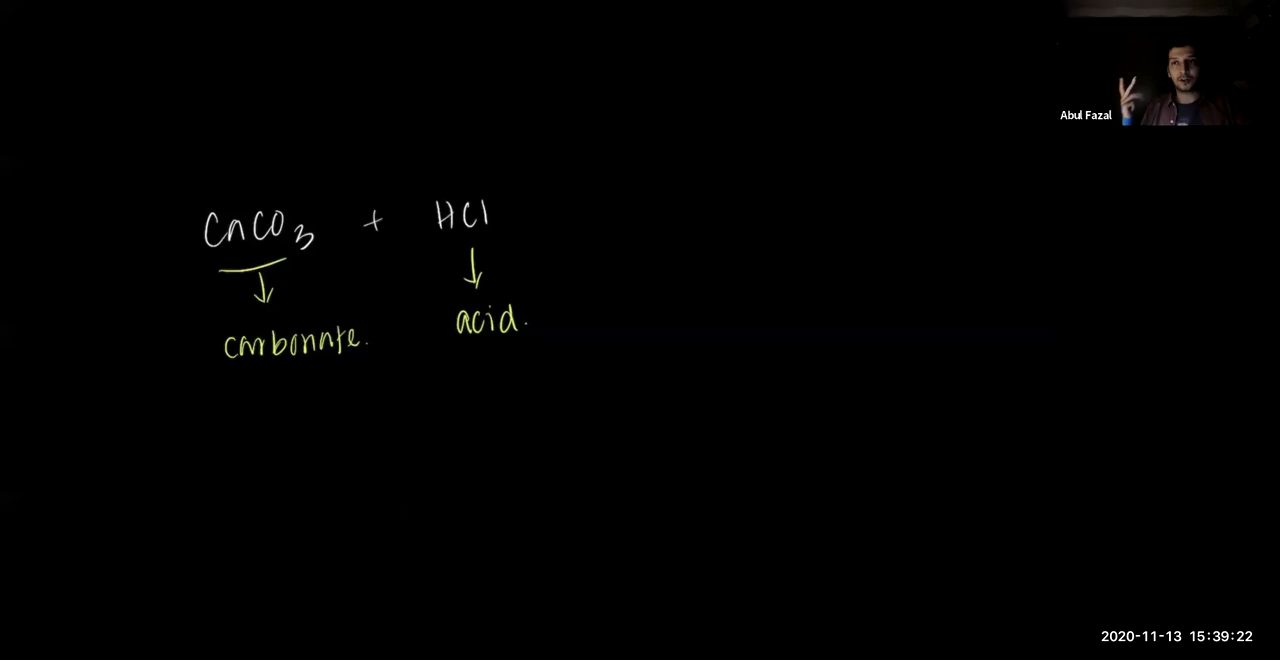 Abul Fazal
CaCO3 + HCl
carbonate. acid.
2020-11-13 15:39:22